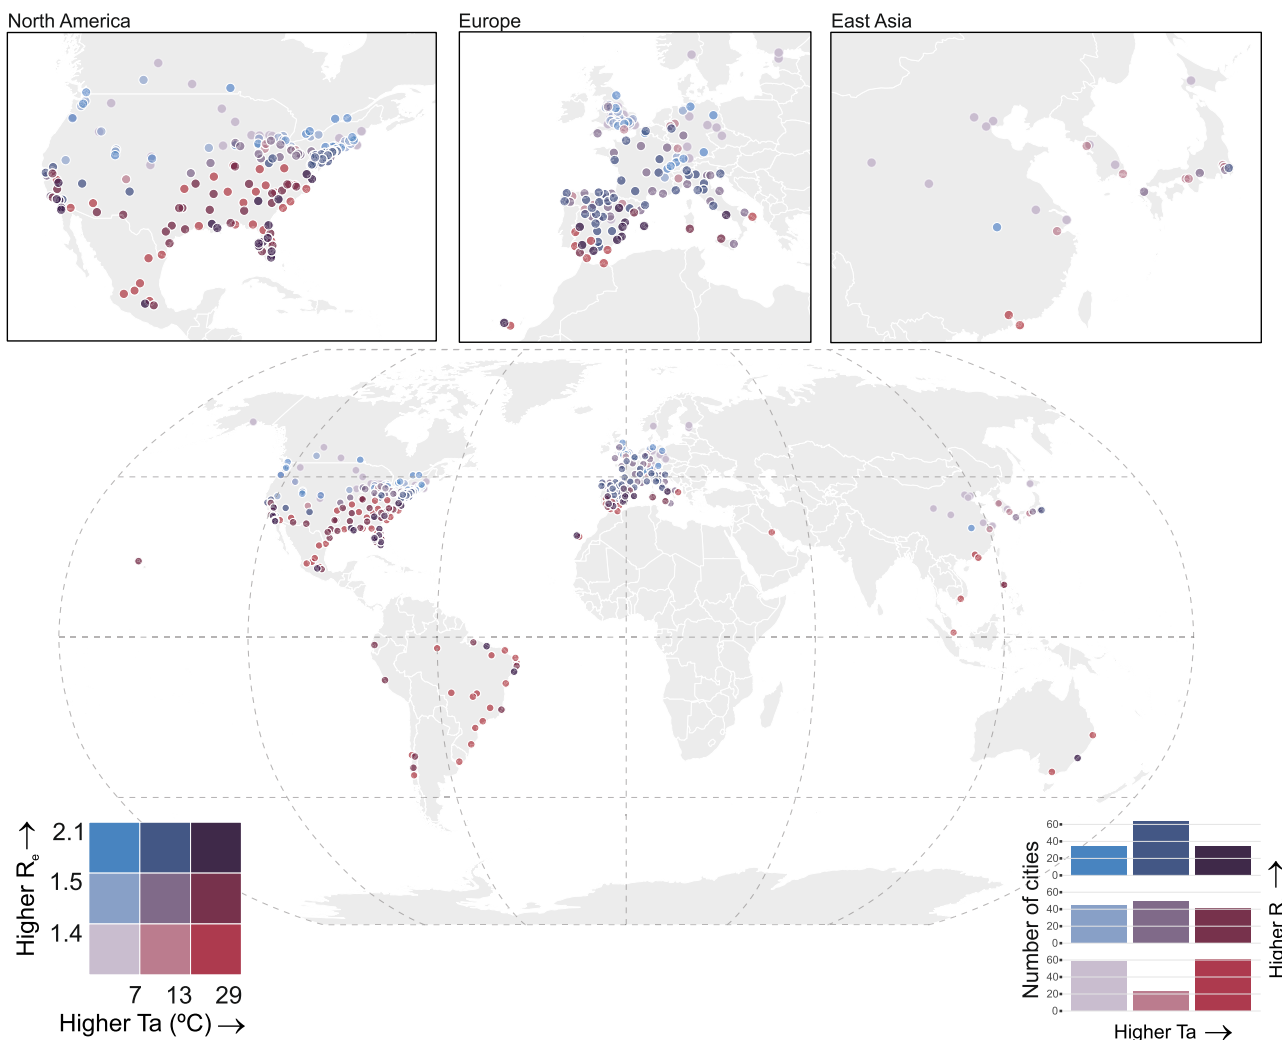 North America
Europe
East Asia
Higher Re →
2.1
1.5
1.4
7 13 29
Higher Ta (ºC) →
Number of cities
60
40
20
0
60
40
20
0
60
40
20
0
Higher Ta →
Higher R →